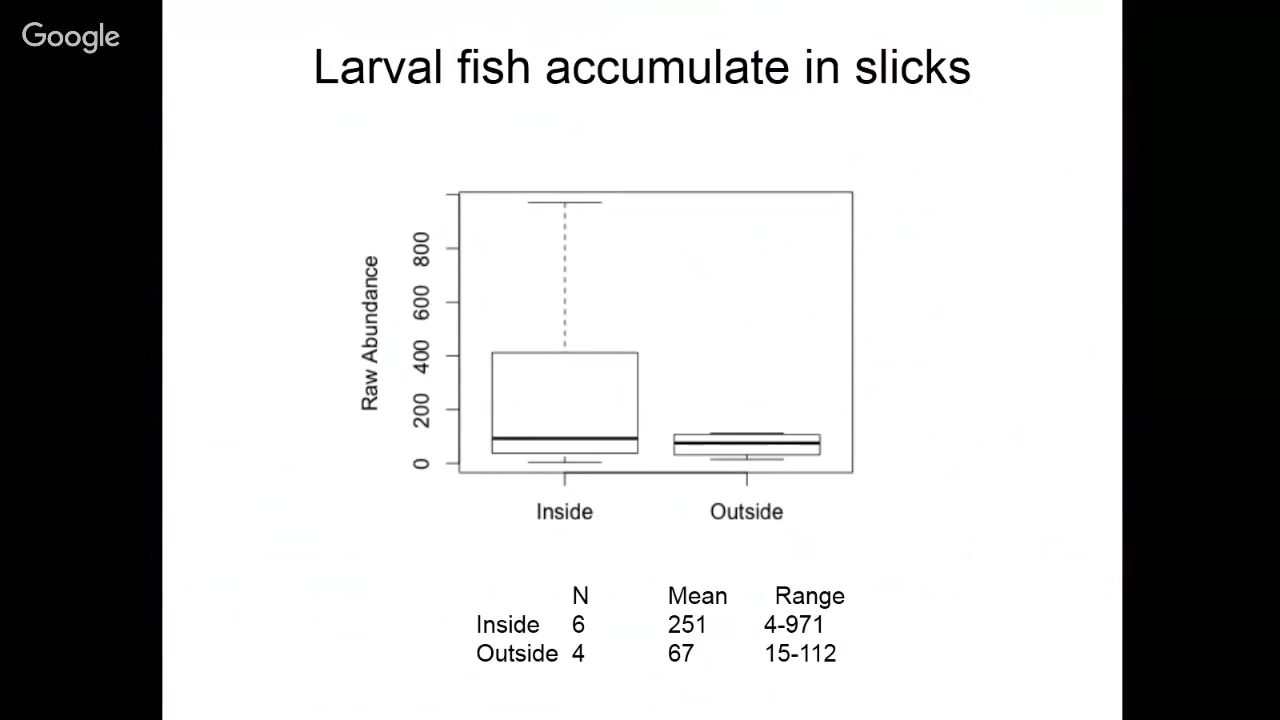 Google
Larval fish accumulate in slicks
Raw Abundance
800
600
400
200
0
Inside Outside
N Mean Range
Inside 6 251 4-971
Outside 4 67 15-112